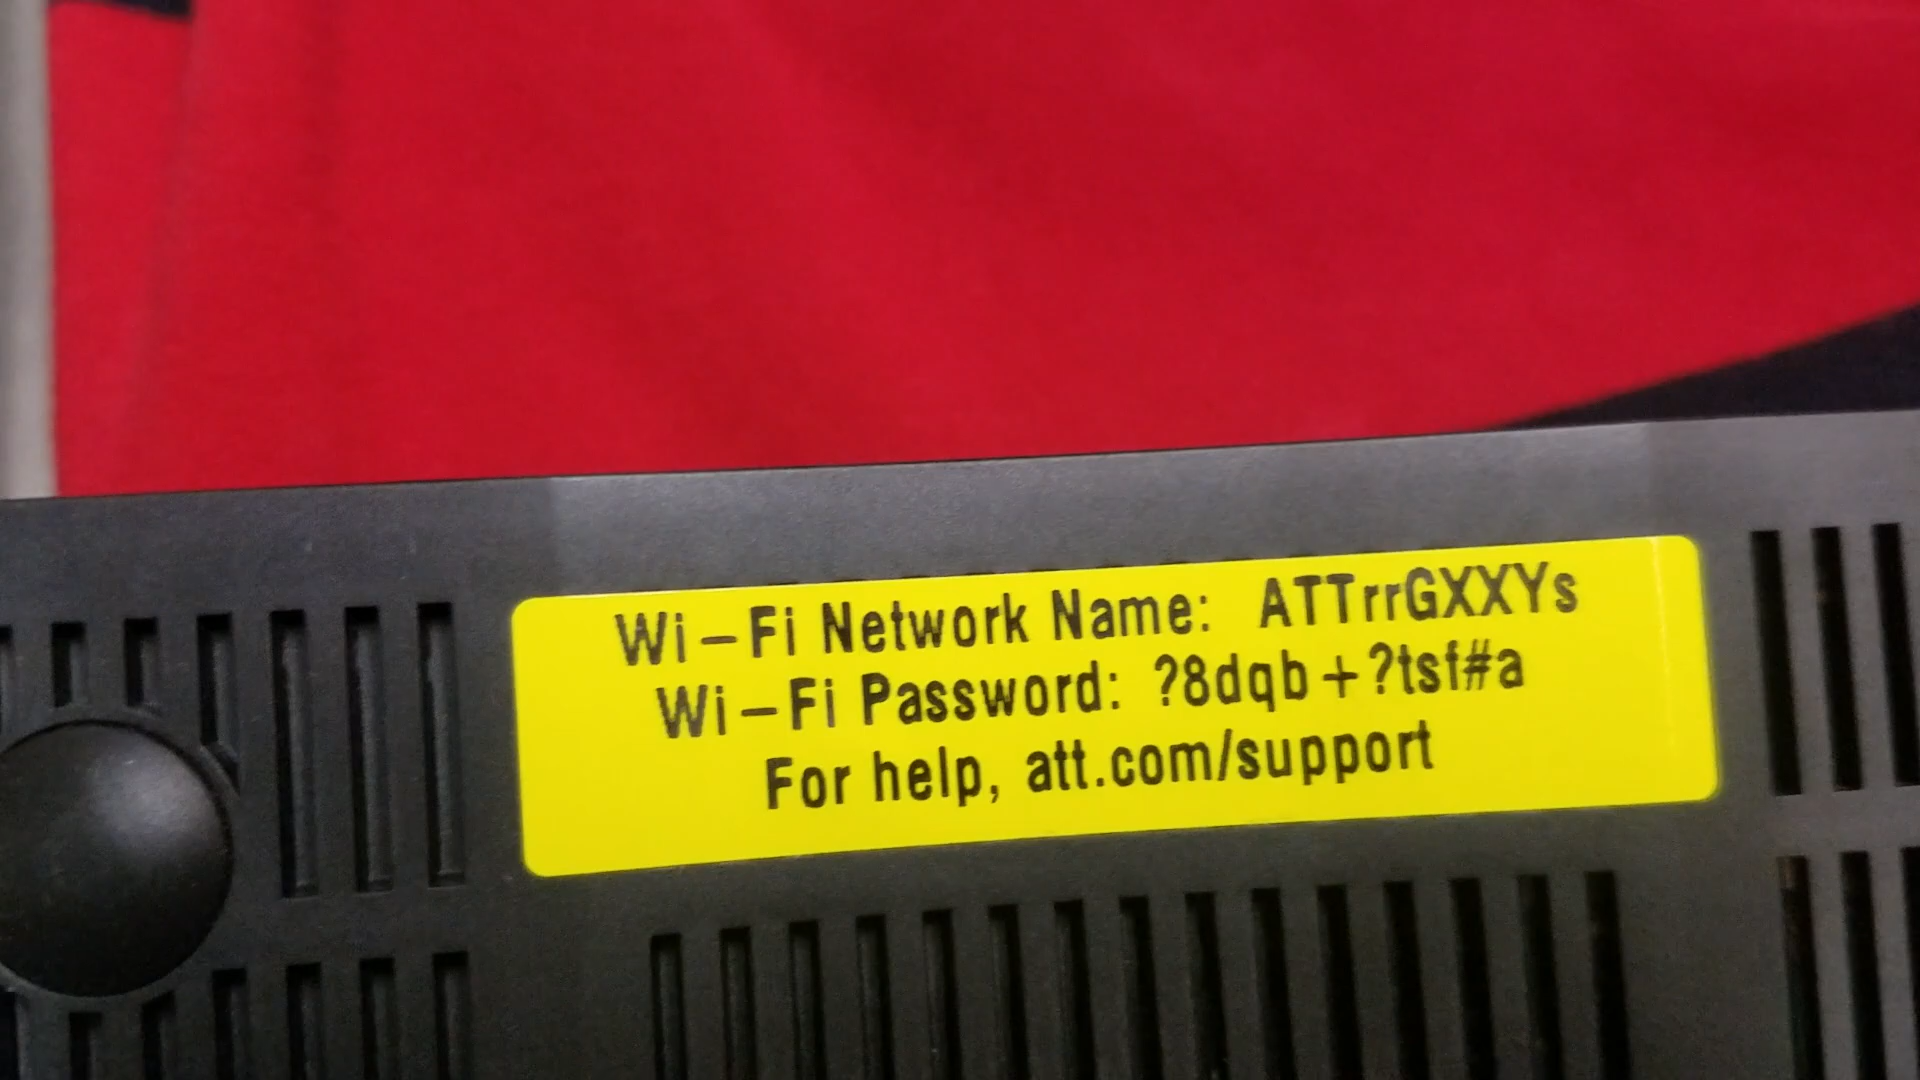 Wi-Fi Network Name: ATTrrGXXYs
Wi-Fi Password: ?8dqb+?tsf#a
For help, att.com/support